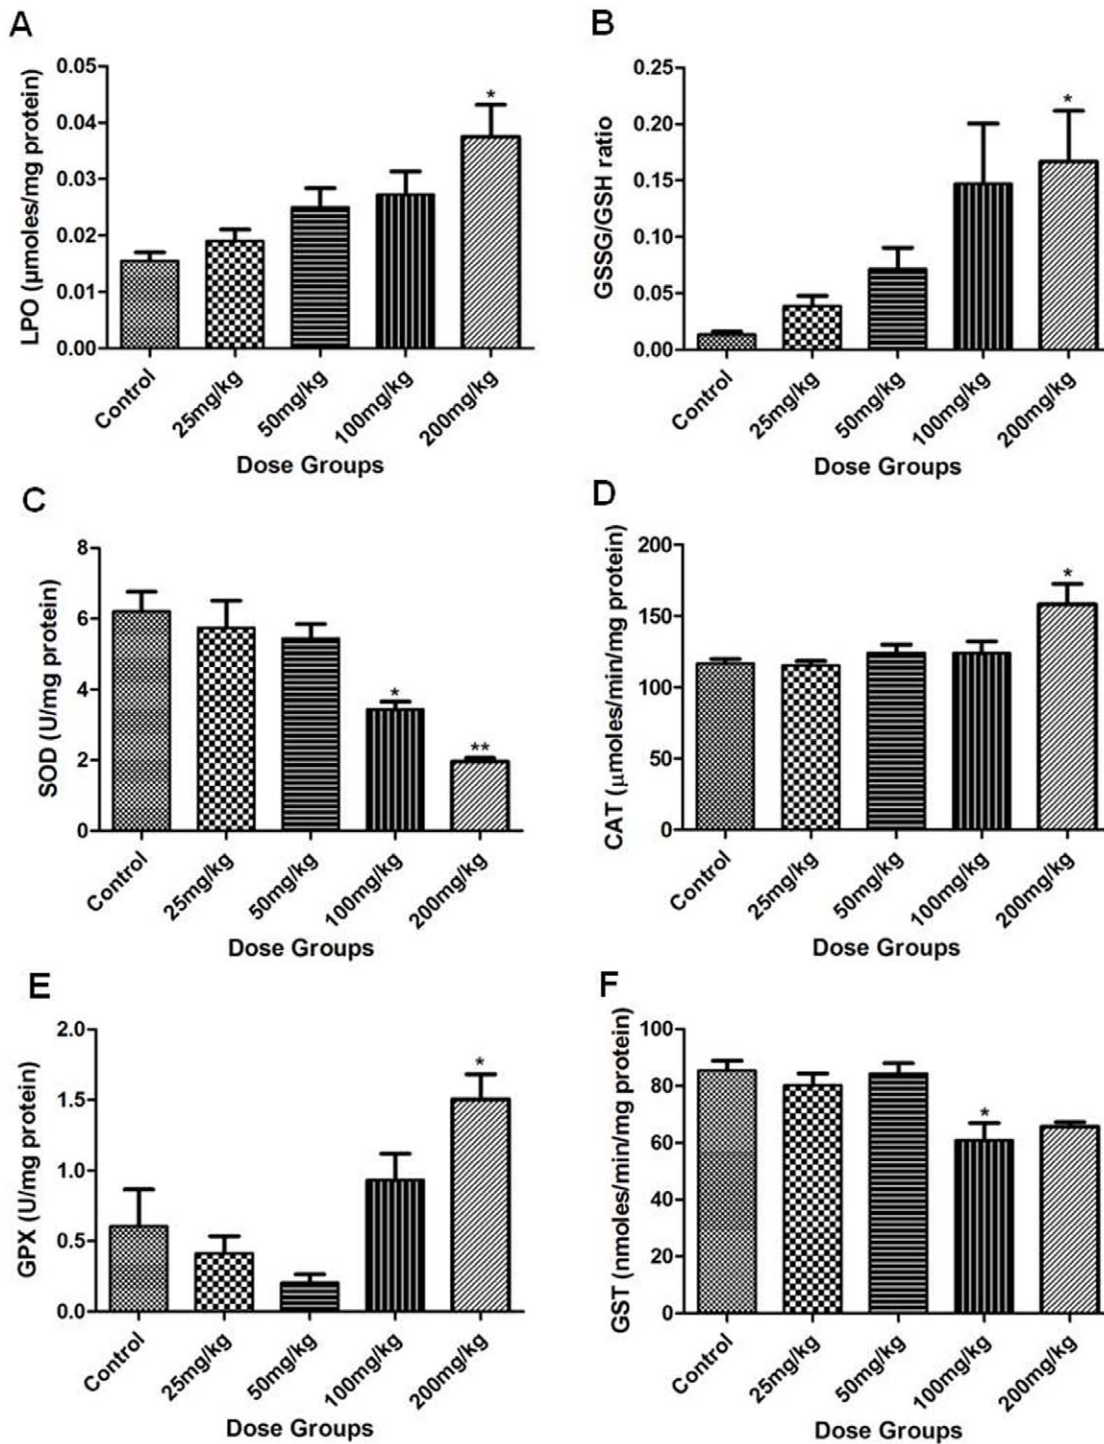 A
LPO (µmoles/mg protein)
0.05
0.04
0.03
0.02
0.01
0.00
*
Control
25mg/kg
50mg/kg
100mg/kg
200mg/kg
Dose Groups
B
GSSG/GSH ratio
0.25
0.20
0.15
0.10
0.05
0.00
*
Control
25mg/kg
50mg/kg
100mg/kg
200mg/kg
Dose Groups
C
SOD (U/mg protein)
8
6
4
2
0
*
**
Control
25mg/kg
50mg/kg
100mg/kg
200mg/kg
Dose Groups
D
CAT (µmoles/min/mg protein)
200
150
100
50
0
*
Control
25mg/kg
50mg/kg
100mg/kg
200mg/kg
Dose Groups
E
GPX (U/mg protein)
2.0
1.5
1.0
0.5
0.0
*
Control
25mg/kg
50mg/kg
100mg/kg
200mg/kg
Dose Groups
F
GST (nmoles/min/mg protein)
100
80
60
40
20
0
*
Control
25mg/kg
50mg/kg
100mg/kg
200mg/kg
Dose Groups